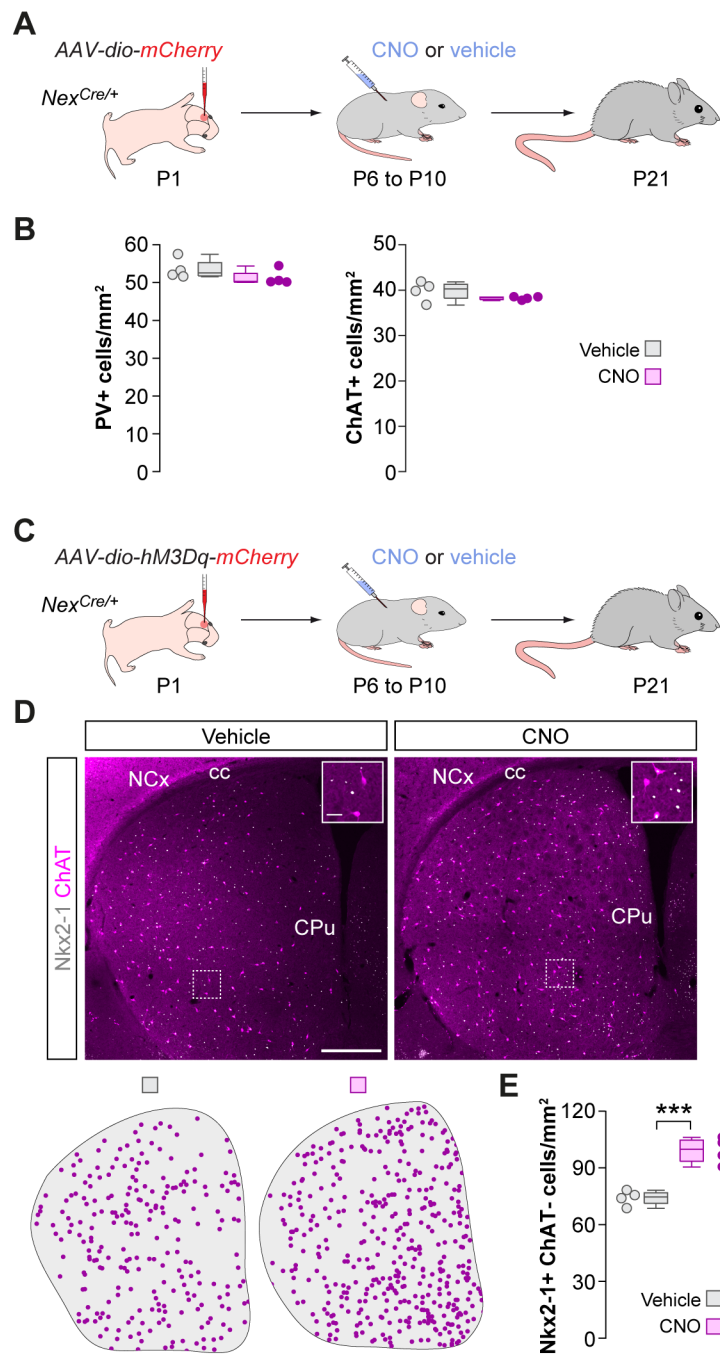 A
AAV-dio-mCherry
CNO or vehicle
Nex^Cre/+
P1
P6 to P10
P21
B
PV+ cells/mm²
60
50
40
30
20
10
0
ChAT+ cells/mm²
50
40
30
20
10
0
Vehicle
CNO
C
AAV-dio-hM3Dq-mCherry
CNO or vehicle
Nex^Cre/+
P1
P6 to P10
P21
D
Vehicle
CNO
Nkx2-1 ChAT
NCx
cc
CPu
NCx
cc
CPu
E
Nkx2-1+ ChAT- cells/mm²
120
90
60
30
0
***
Vehicle
CNO